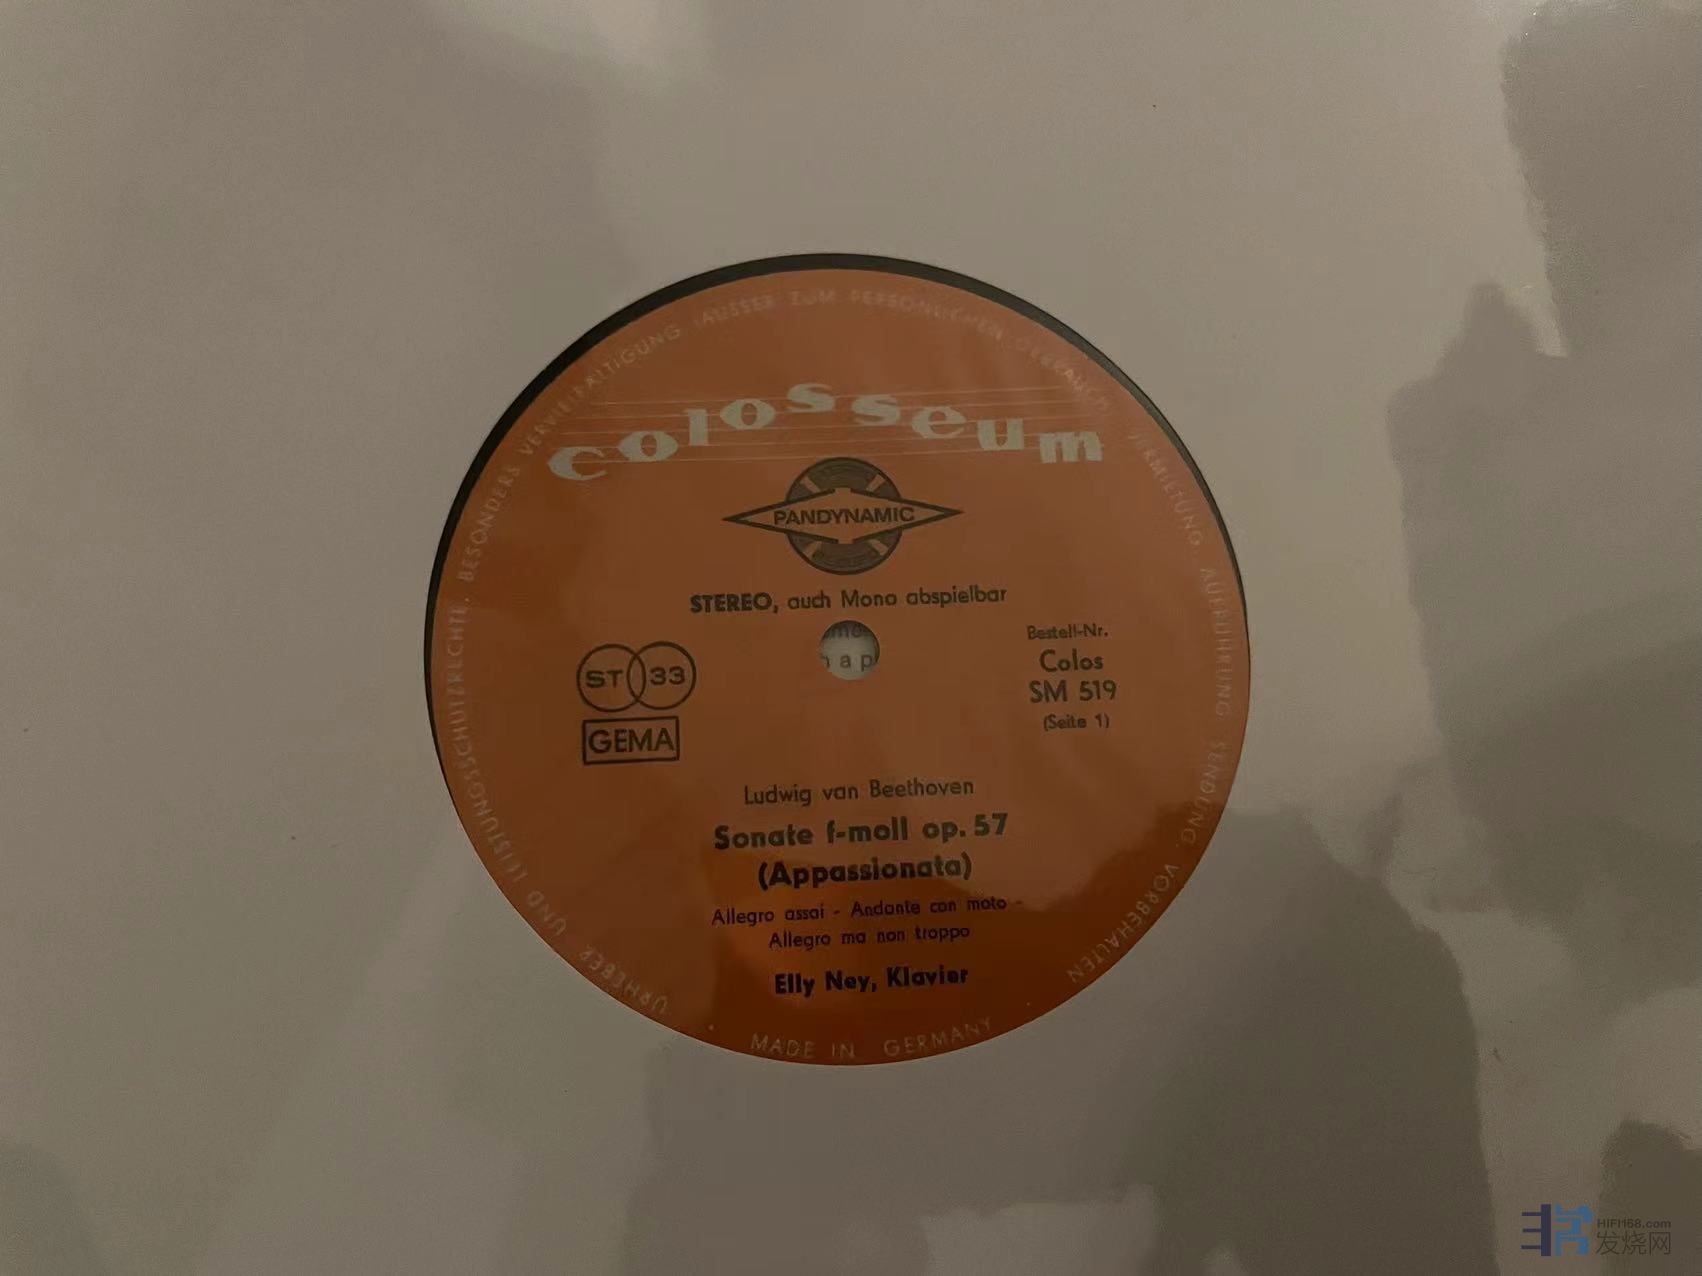 URHEBER UND LEISTUNGSSCHUTZRECHTE, BESONDERS VERVIELFÄLTIGUNG (AUSSER ZUM PERSÖNLICHEN GEBRAUCH) VERMIETUNG, AUFFÜHRUNG, SENDUNG, VORBEHALTEN
colosseum
PANDYNAMIC
STEREO, auch Mono abspielbar
ST 33
GEMA
Bestell-Nr.
Colos
SM 519
(Seite 1)
Ludwig van Beethoven
Sonate f-moll op. 57
(Appassionata)
Allegro assai - Andante con moto -
Allegro ma non troppo
Elly Ney, Klavier
MADE IN GERMANY
HIFI168.com
发烧网